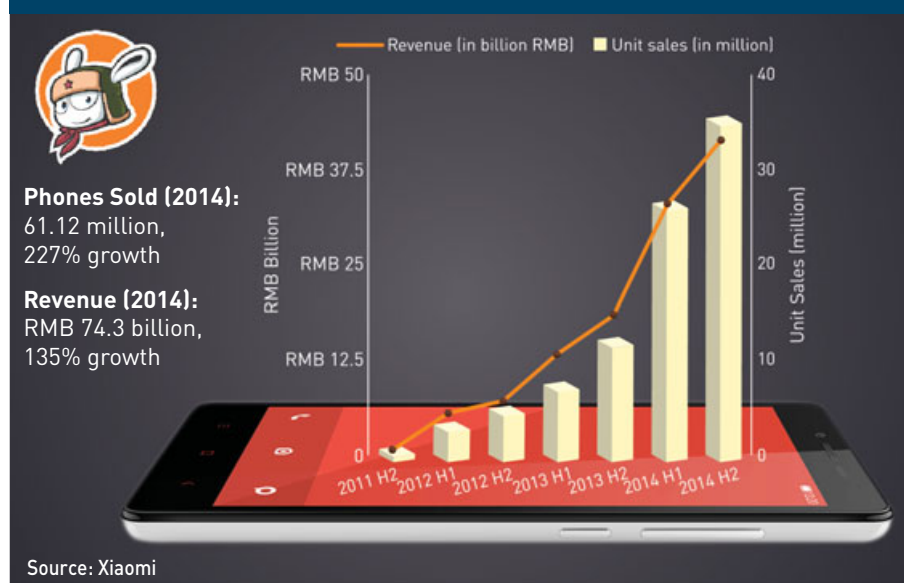 Revenue (in billion RMB) Unit sales (in million)
RMB 50
RMB 37.5
RMB 25
RMB 12.5
0
RMB Billion
40
30
20
10
0
Unit Sales (million)
2011 H2
2012 H1
2012 H2
2013 H1
2013 H2
2014 H1
2014 H2
Phones Sold (2014):
61.12 million,
227% growth
Revenue (2014):
RMB 74.3 billion,
135% growth
Source: Xiaomi